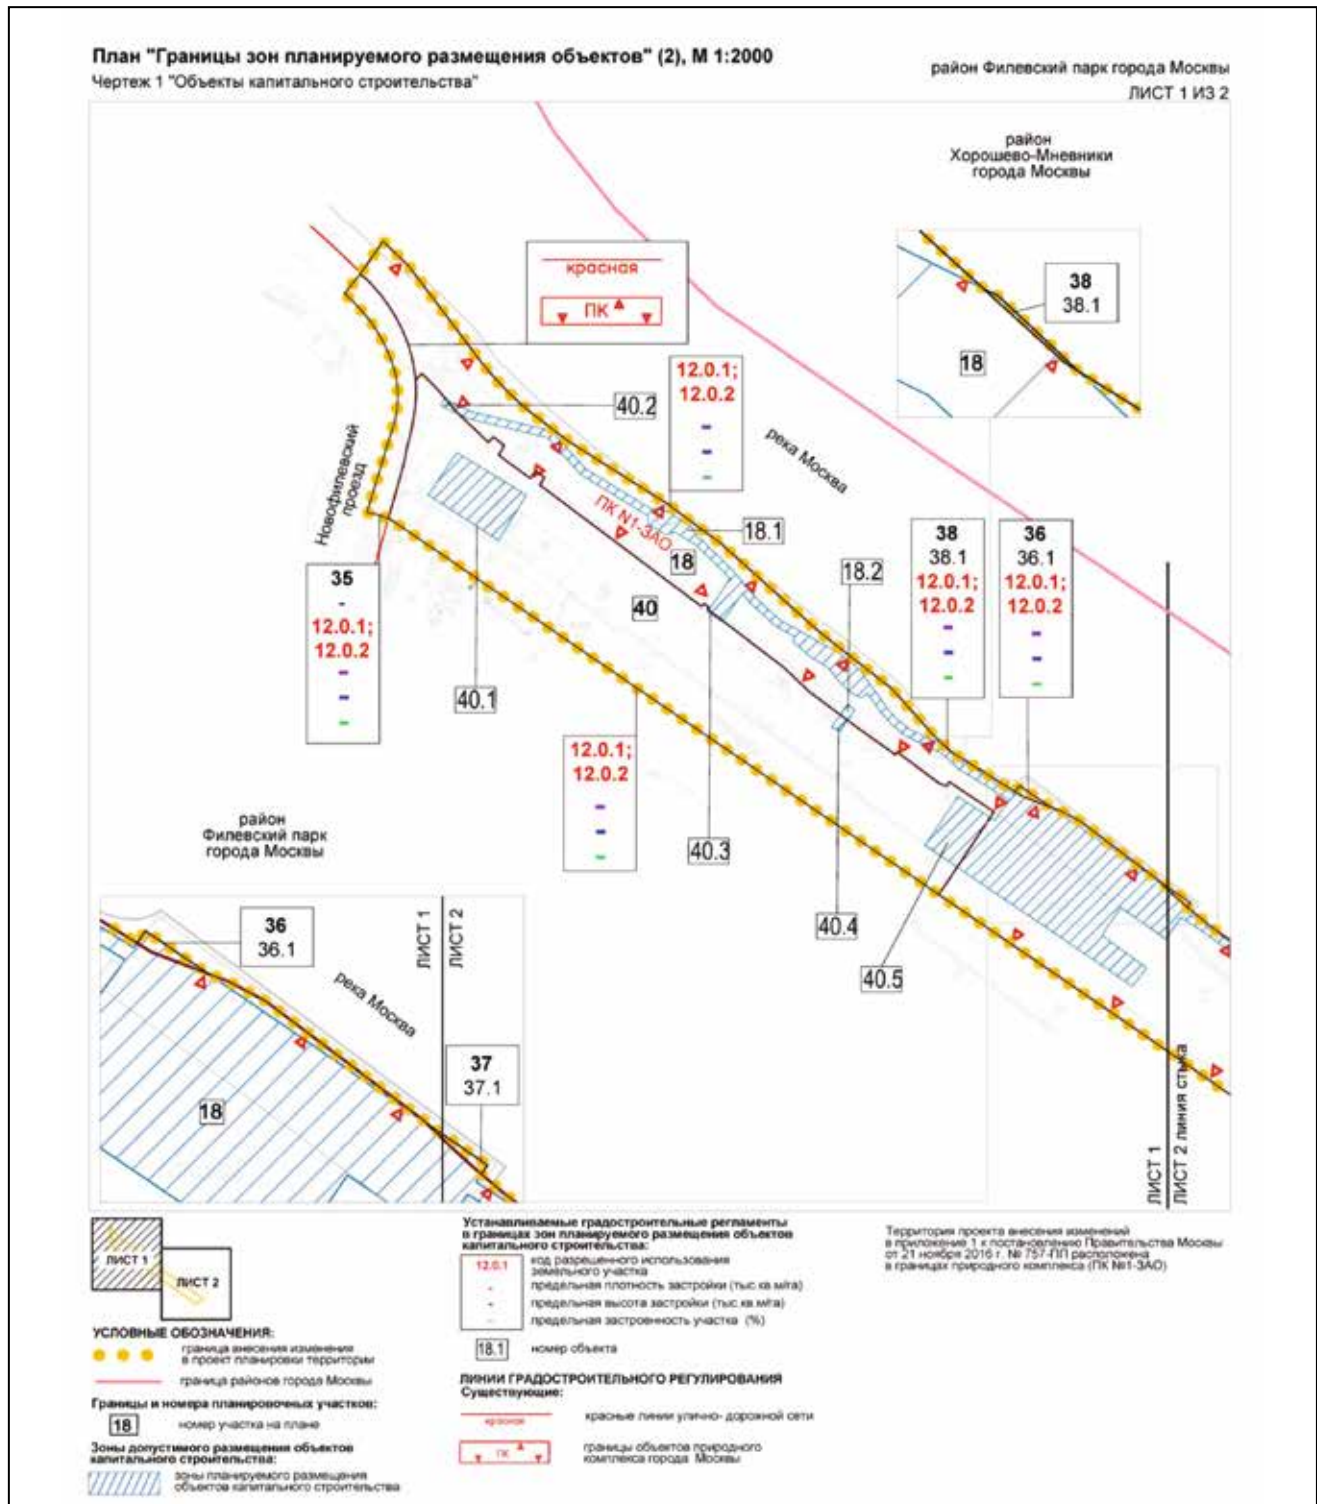 План "Границы зон планируемого размещения объектов" (2), М 1:2000
Чертеж 1 "Объекты капитального строительства"
район Филевский парк города Москвы
ЛИСТ 1 ИЗ 2
район
Хорошево-Мневники
города Москвы
красная
ПК
38
38.1
18
12.0.1;
12.0.2
-
-
-
40.2
река Москва
Новофилевский
проезд
ПК N1-ЗАО
18.1
18
18.2
40
38
38.1
12.0.1;
12.0.2
-
-
-
36
36.1
12.0.1;
12.0.2
-
-
-
35
-
12.0.1;
12.0.2
-
-
-
40.1
12.0.1;
12.0.2
-
-
-
40.3
40.4
40.5
район
Филевский парк
города Москвы
36
36.1
ЛИСТ 1
ЛИСТ 2
река Москва
37
37.1
18
ЛИСТ 1
ЛИСТ 2 линия стыка
ЛИСТ 1
ЛИСТ 2
УСЛОВНЫЕ ОБОЗНАЧЕНИЯ:
граница внесения изменения
в проект планировки территории
граница районов города Москвы
Границы и номера планировочных участков:
18
номер участка на плане
Зоны допустимого размещения объектов
капитального строительства:
зоны планируемого размещения
объектов капитального строительства
Устанавливаемые градостроительные регламенты
в границах зон планируемого размещения объектов
капитального строительства:
12.0.1
код разрешенного использования
земельного участка
-
предельная плотность застройки (тыс.кв.м/га)
-
предельная высота застройки (тыс.кв.м/га)
-
предельная застроенность участка (%)
18.1
номер объекта
ЛИНИИ ГРАДОСТРОИТЕЛЬНОГО РЕГУЛИРОВАНИЯ
Существующие:
красная
красные линии улично- дорожной сети
ПК
границы объектов природного
комплекса города Москвы
Территория проекта внесения изменений
в приложение 1 к постановлению Правительства Москвы
от 21 ноября 2016 г. № 757-ПП расположена
в границах природного комплекса (ПК №1-ЗАО)